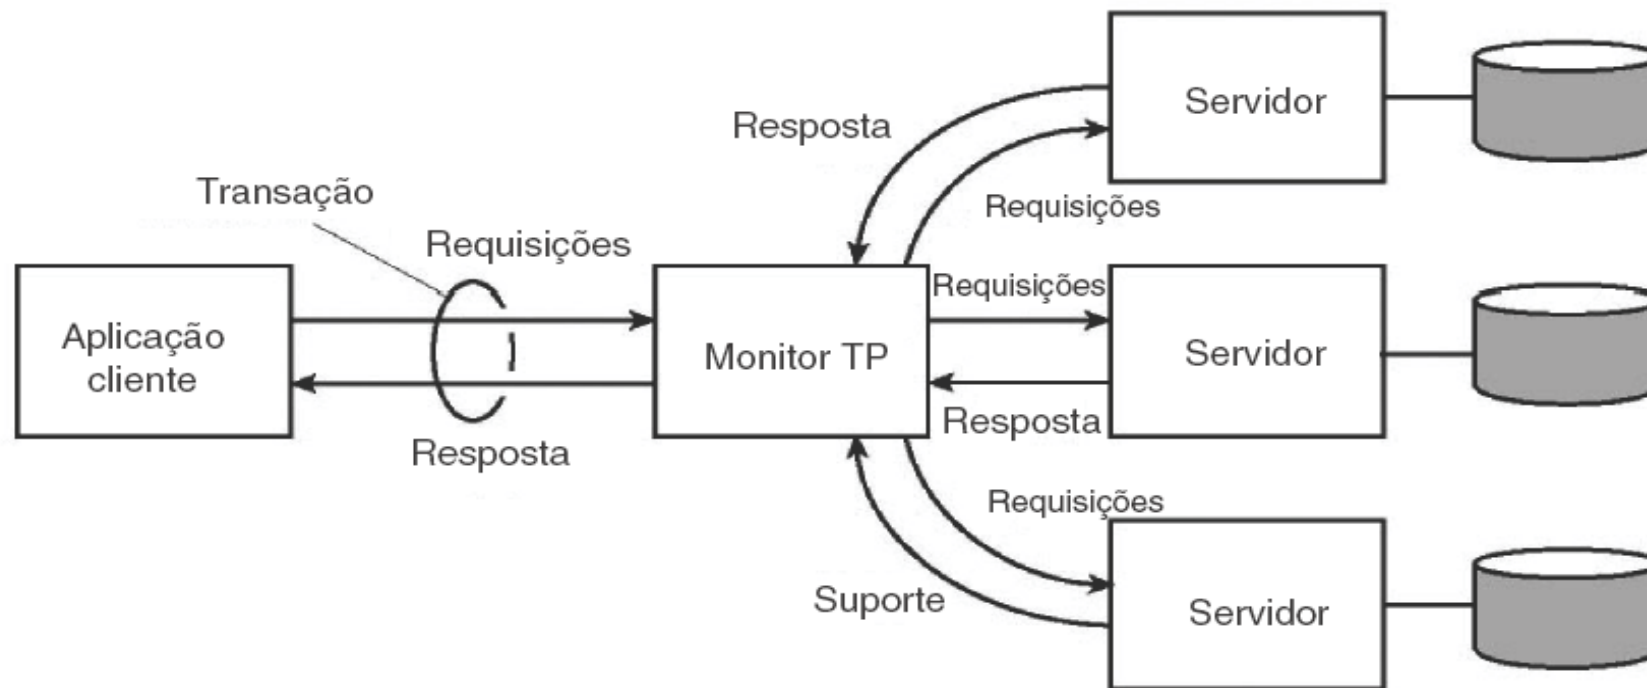 Servidor
Resposta
Transação
Requisições
Requisições
Requisições
Aplicação
cliente
Monitor TP
Servidor
Resposta
Resposta
Requisições
Suporte
Servidor